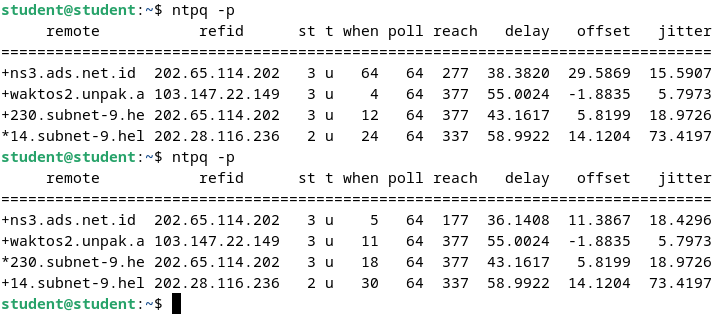 student@student:~$ ntpq -p
     remote           refid      st t when poll reach   delay   offset   jitter
===============================================================================
+ns3.ads.net.id  202.65.114.202   3 u   64   64  277  38.3820  29.5869  15.5907
+waktos2.unpak.a 103.147.22.149   3 u    4   64  377  55.0024  -1.8835   5.7973
+230.subnet-9.he 202.65.114.202   3 u   12   64  377  43.1617   5.8199  18.9726
*14.subnet-9.hel 202.28.116.236   2 u   24   64  337  58.9922  14.1204  73.4197
student@student:~$ ntpq -p
     remote           refid      st t when poll reach   delay   offset   jitter
===============================================================================
+ns3.ads.net.id  202.65.114.202   3 u    5   64  177  36.1408  11.3867  18.4296
+waktos2.unpak.a 103.147.22.149   3 u   11   64  377  55.0024  -1.8835   5.7973
*230.subnet-9.he 202.65.114.202   3 u   18   64  377  43.1617   5.8199  18.9726
+14.subnet-9.hel 202.28.116.236   2 u   30   64  337  58.9922  14.1204  73.4197
student@student:~$